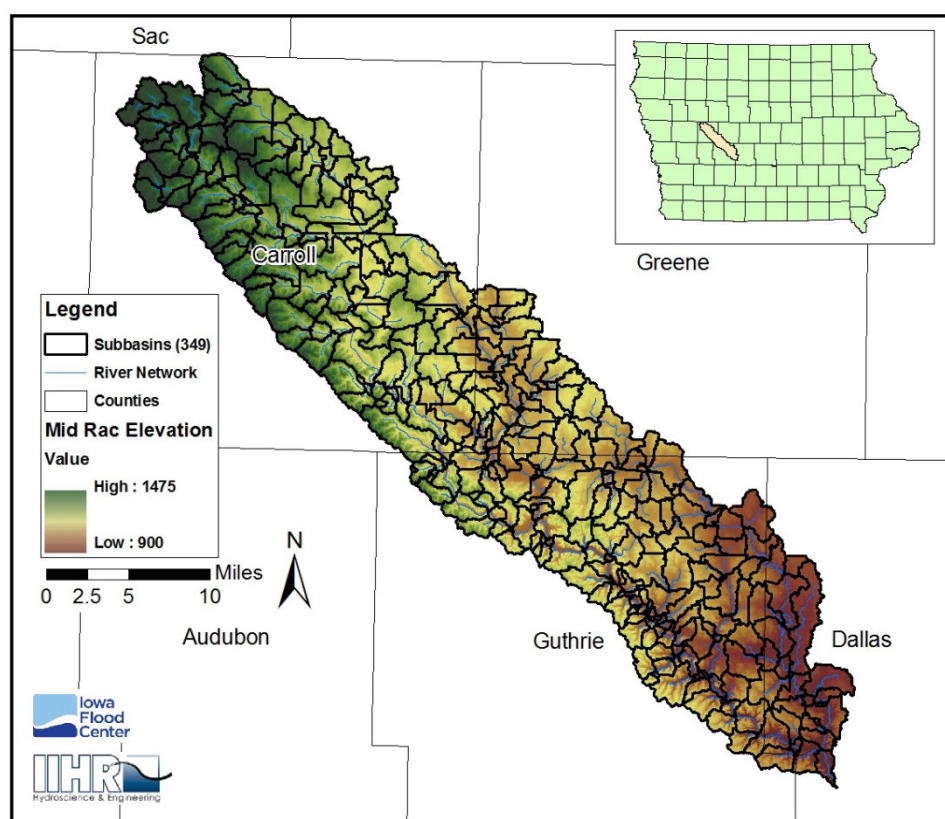 Sac
Carroll
Greene
Legend
Subbasins (349)
River Network
Counties
Mid Rac Elevation
Value
High : 1475
Low : 900
Miles
0 2.5 5 10
N
Audubon
Guthrie
Dallas
Iowa
Flood
Center
IIHR
Hydroscience & Engineering